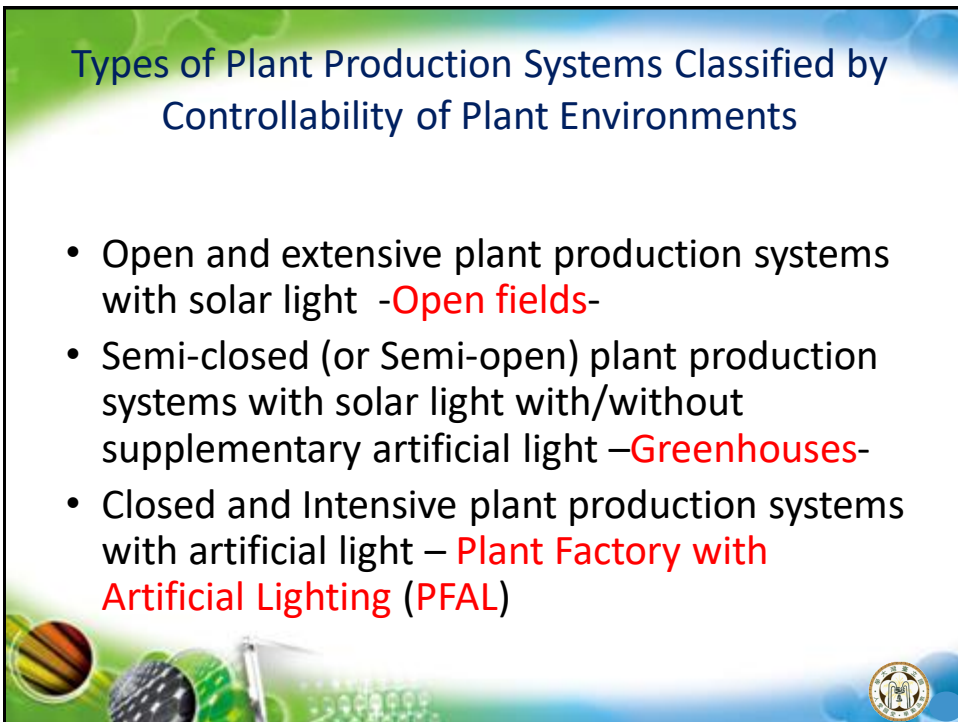 Types of Plant Production Systems Classified by
Controllability of Plant Environments
• Open and extensive plant production systems
with solar light -Open fields-
• Semi-closed (or Semi-open) plant production
systems with solar light with/without
supplementary artificial light –Greenhouses-
• Closed and Intensive plant production systems
with artificial light – Plant Factory with
Artificial Lighting (PFAL)